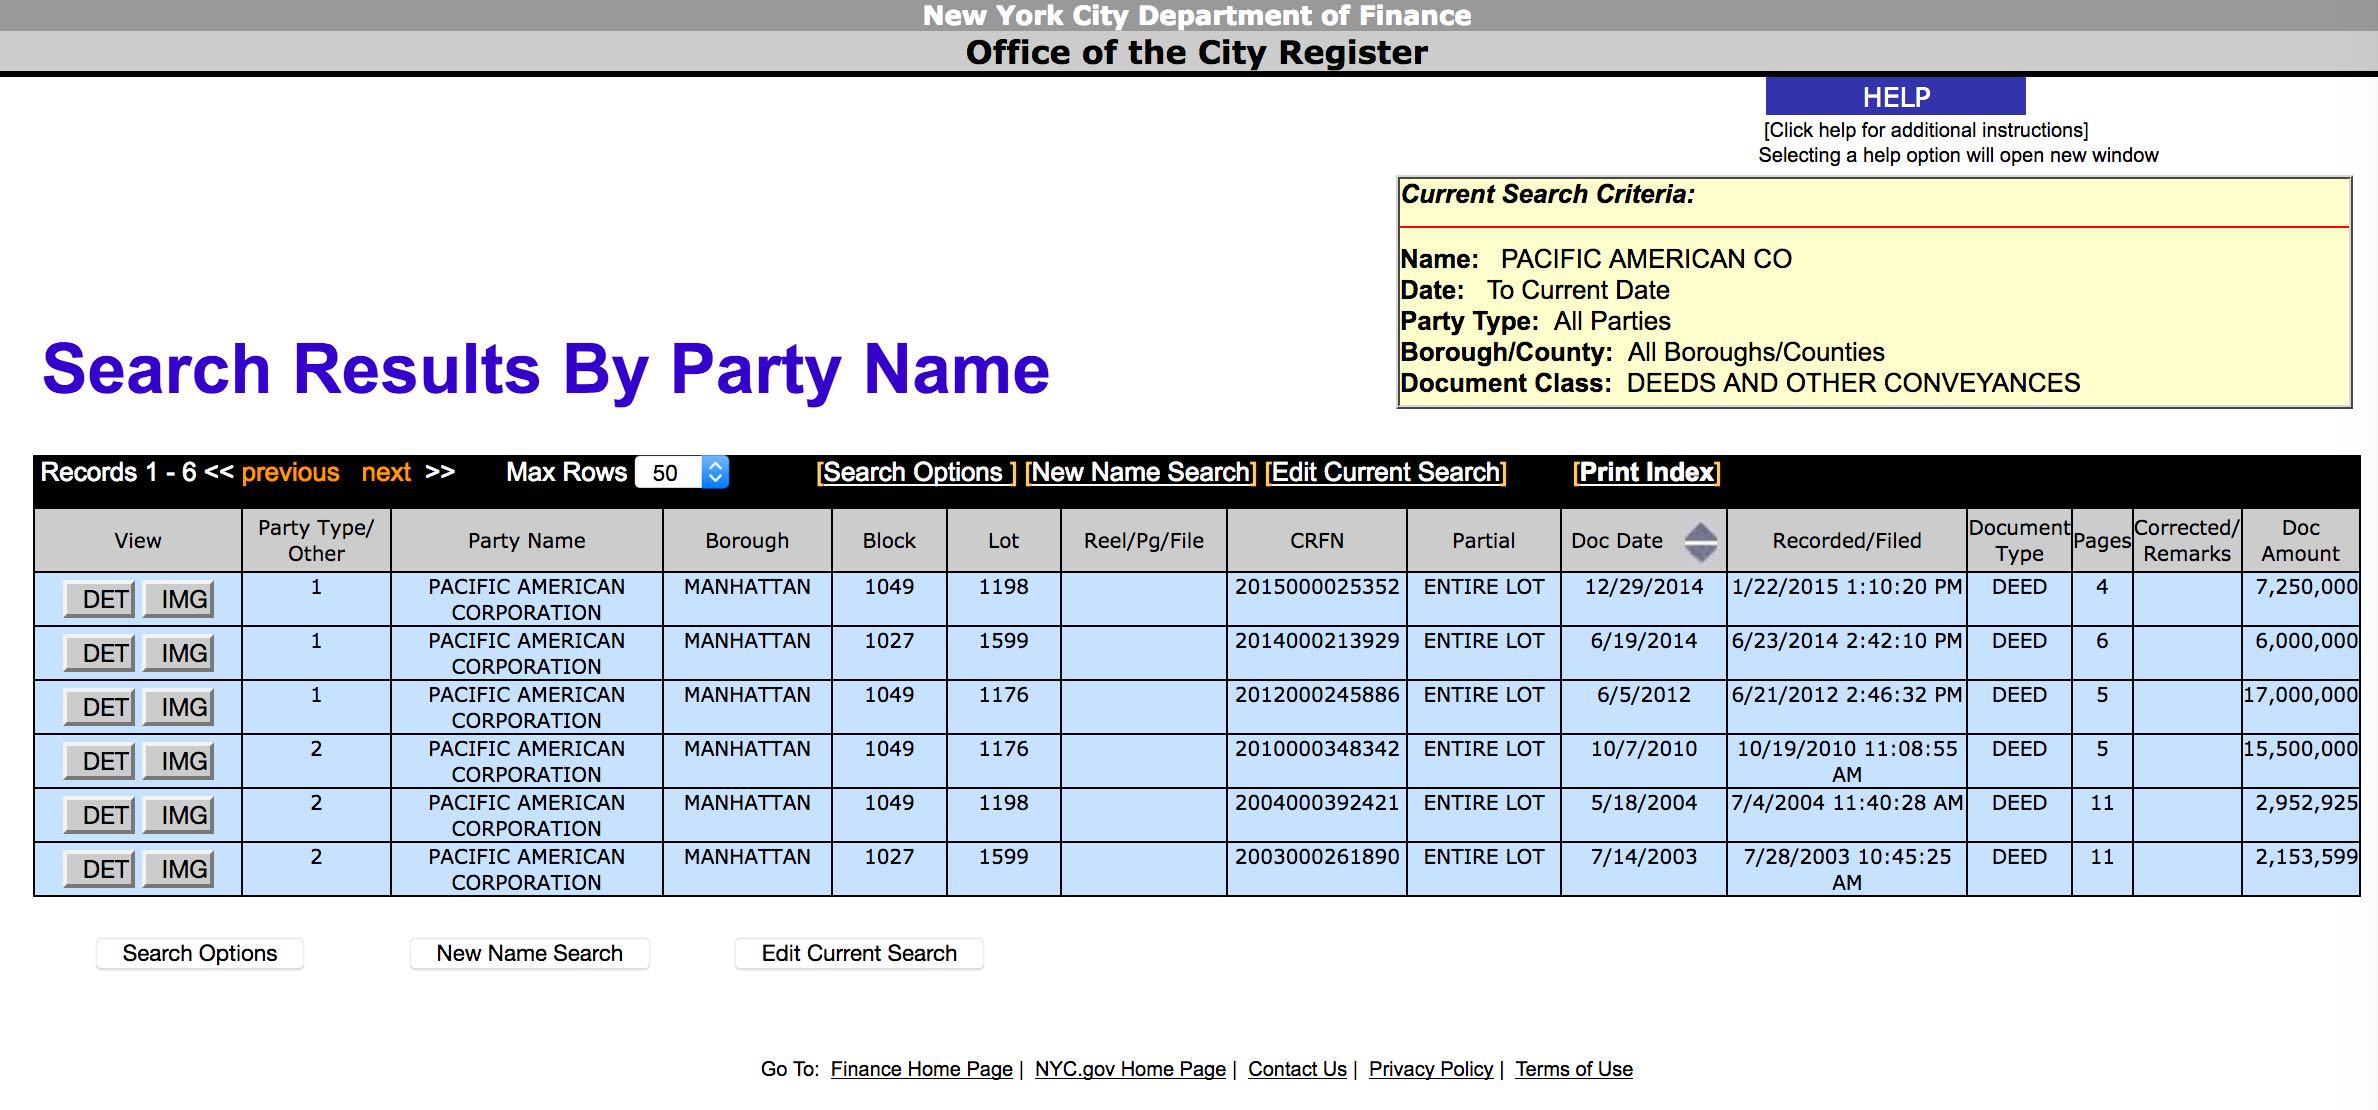 New York City Department of Finance
Office of the City Register
HELP
[Click help for additional instructions]
Selecting a help option will open new window
Current Search Criteria:
Name: PACIFIC AMERICAN CO
Date: To Current Date
Party Type: All Parties
Borough/County: All Boroughs/Counties
Document Class: DEEDS AND OTHER CONVEYANCES
Search Results By Party Name
Records 1 - 6 << previous next >> Max Rows 50 [Search Options ] [New Name Search] [Edit Current Search] [Print Index]
View Party Type/ Other Party Name Borough Block Lot Reel/Pg/File CRFN Partial Doc Date Recorded/Filed Document Type Pages Corrected/ Remarks Doc Amount
DET IMG 1 PACIFIC AMERICAN CORPORATION MANHATTAN 1049 1198 2015000025352 ENTIRE LOT 12/29/2014 1/22/2015 1:10:20 PM DEED 4 7,250,000
DET IMG 1 PACIFIC AMERICAN CORPORATION MANHATTAN 1027 1599 2014000213929 ENTIRE LOT 6/19/2014 6/23/2014 2:42:10 PM DEED 6 6,000,000
DET IMG 1 PACIFIC AMERICAN CORPORATION MANHATTAN 1049 1176 2012000245886 ENTIRE LOT 6/5/2012 6/21/2012 2:46:32 PM DEED 5 17,000,000
DET IMG 2 PACIFIC AMERICAN CORPORATION MANHATTAN 1049 1176 2010000348342 ENTIRE LOT 10/7/2010 10/19/2010 11:08:55 AM DEED 5 15,500,000
DET IMG 2 PACIFIC AMERICAN CORPORATION MANHATTAN 1049 1198 2004000392421 ENTIRE LOT 5/18/2004 7/4/2004 11:40:28 AM DEED 11 2,952,925
DET IMG 2 PACIFIC AMERICAN CORPORATION MANHATTAN 1027 1599 2003000261890 ENTIRE LOT 7/14/2003 7/28/2003 10:45:25 AM DEED 11 2,153,599
Search Options New Name Search Edit Current Search
Go To: Finance Home Page | NYC.gov Home Page | Contact Us | Privacy Policy | Terms of Use